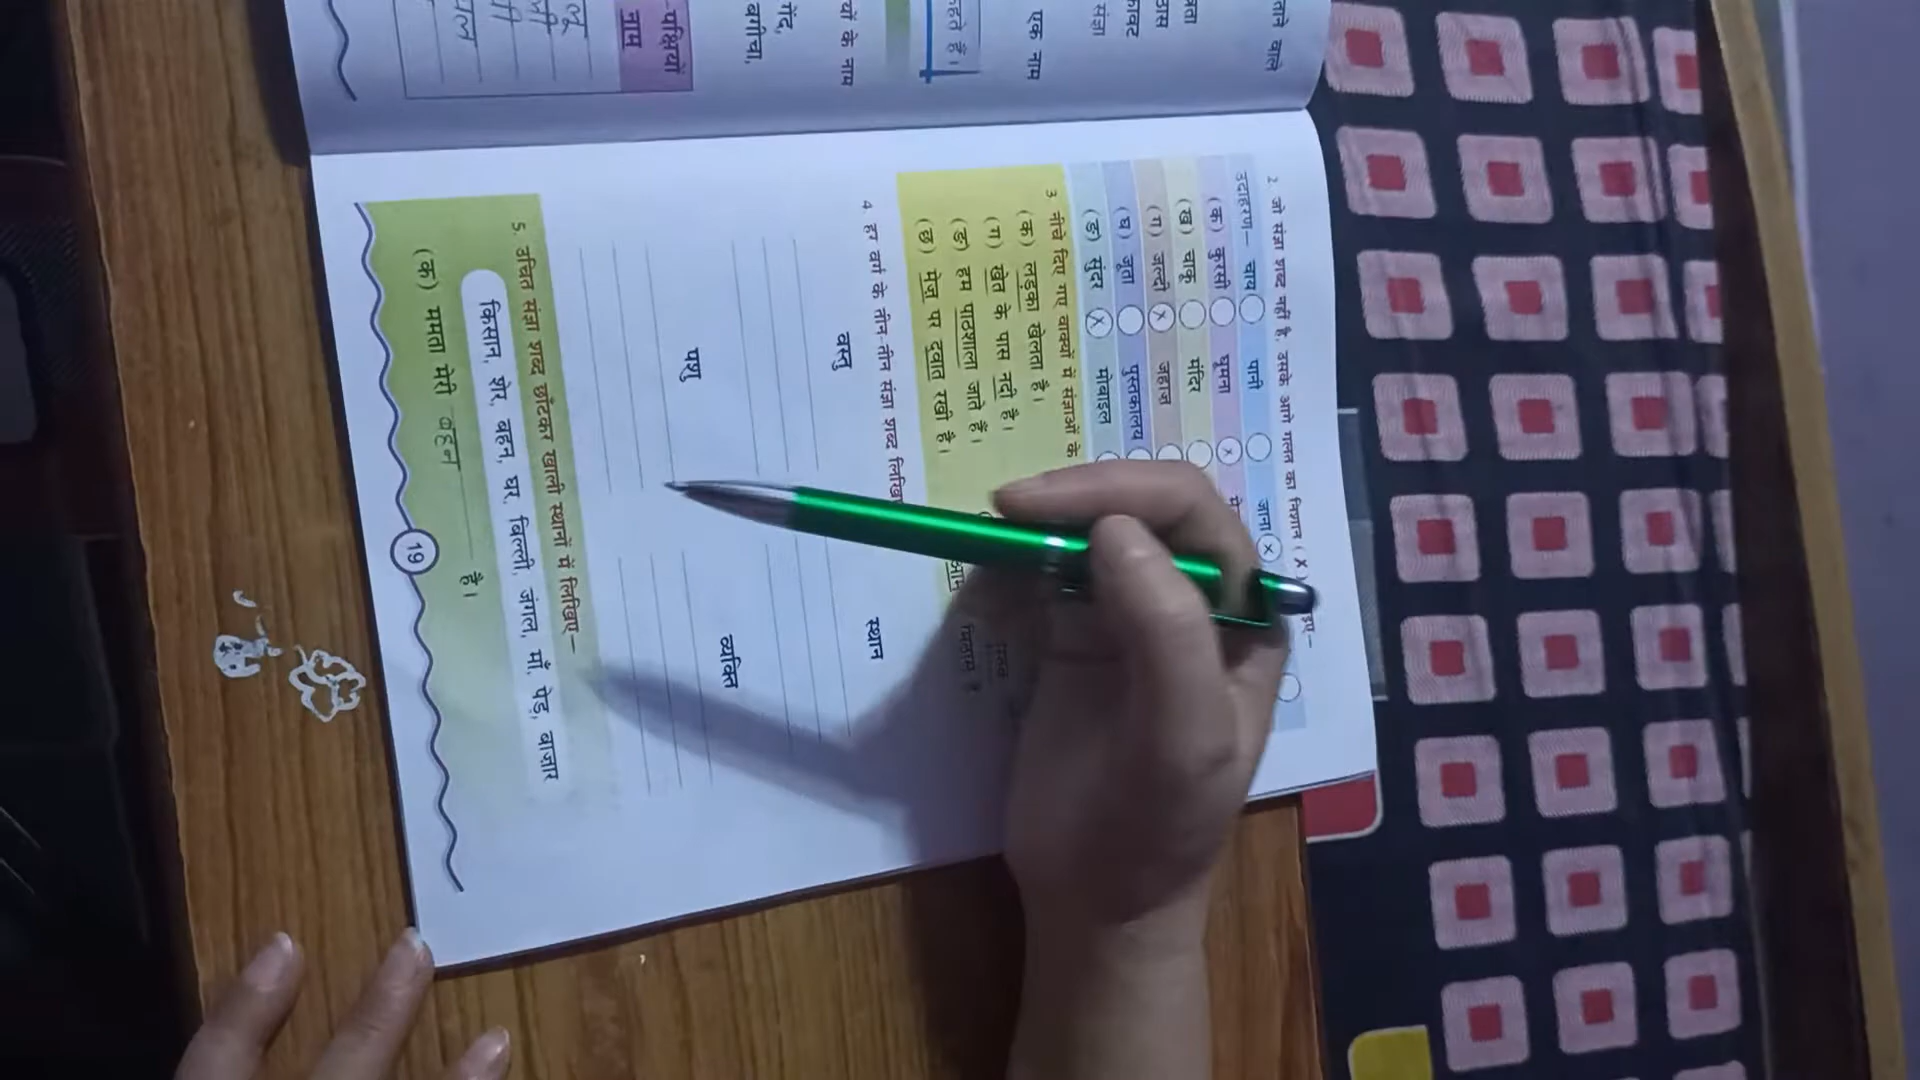 ताले वाले
एक नाम
संज्ञा
यों के नाम
गेंद,
बगीचा,
पक्षियों
नाम
2. जो संज्ञा शब्द नहीं है, उसके आगे गलत का निशान (X)
उदाहरण— चाय पानी जाना X
(क) कुरसी घूमना X
(ख) चाकू मंदिर
(ग) जल्दी X जहाज
(घ) जूता पुस्तकालय
(ङ) सुंदर X मोबाइल
3 नीचे दिए गए वाक्यों में संज्ञाओं के
(क) लड़का खेलता है।
(ग) खेत के पास नदी है।
(ङ) हम पाठशाला जाते हैं।
(छ) मेज़ पर दवात रखी है।
4. हर वर्ग के तीन-तीन संज्ञा शब्द लिखि
वस्तु स्थान
पशु व्यक्ति
5. उचित संज्ञा शब्द छाँटकर खाली स्थानों में लिखिए—
किसान, शेर, बहन, घर, बिल्ली, जंगल, माँ, पेड़, बाज़ार
(क) ममता मेरी बहन है।
19